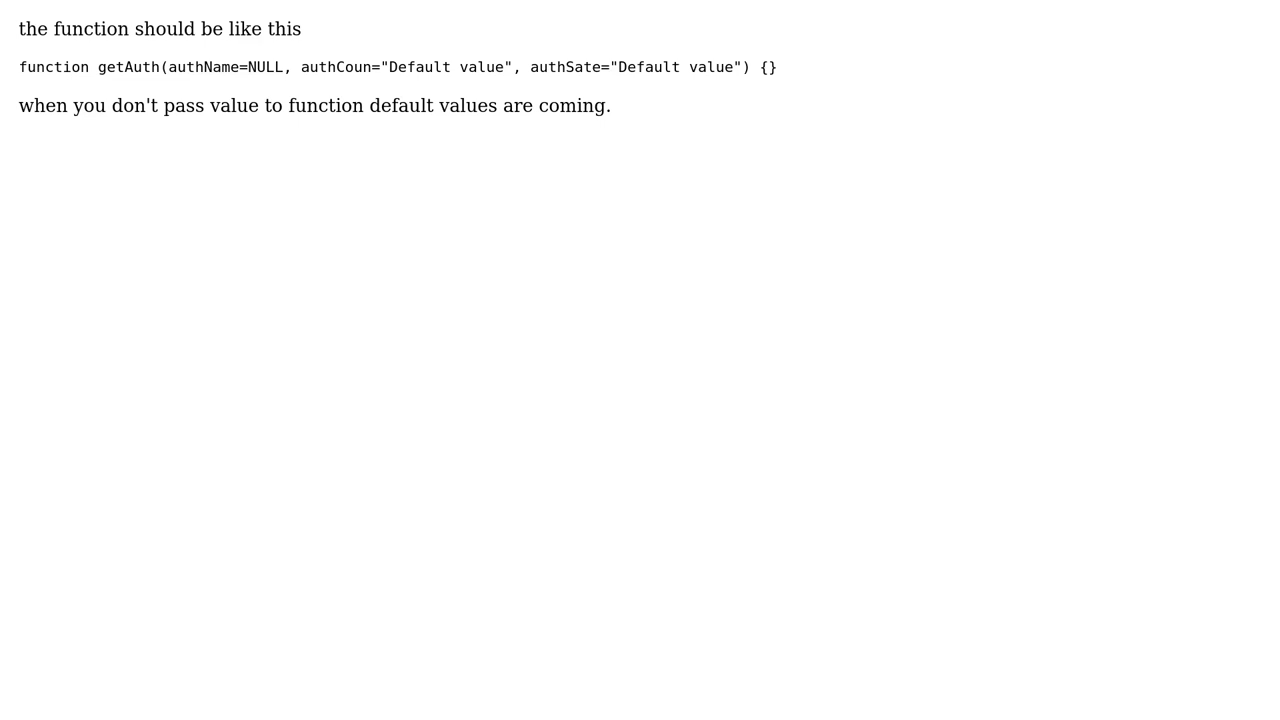 the function should be like this
function getAuth(authName=NULL, authCoun="Default value", authSate="Default value") {}
when you don't pass value to function default values are coming.